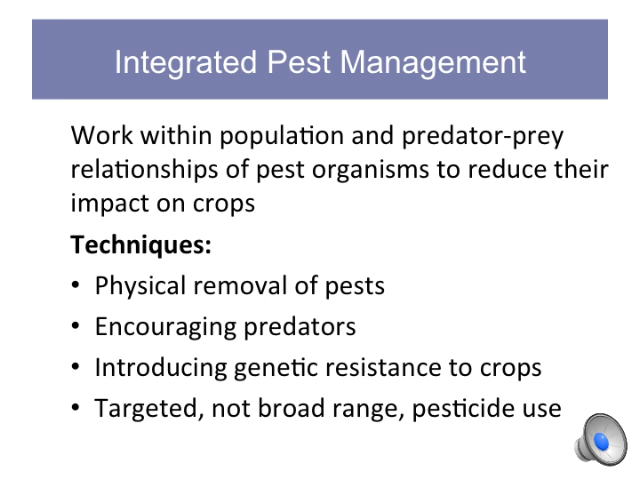 Integrated Pest Management
Work within population and predator-prey
relationships of pest organisms to reduce their
impact on crops
Techniques:
• Physical removal of pests
• Encouraging predators
• Introducing genetic resistance to crops
• Targeted, not broad range, pesticide use